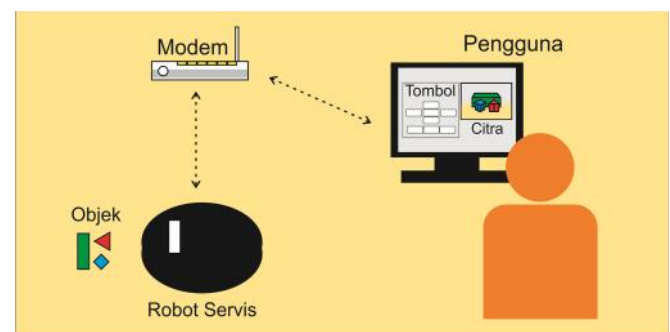 Modem
Pengguna
Tombol
Citra
Objek
Robot Servis